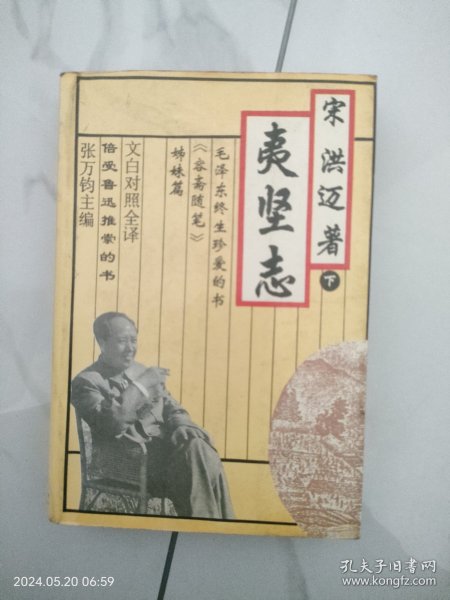 宋 洪迈 著
下
夷坚志
毛泽东终生珍爱的书
《容斋随笔》
姊妹篇
文白对照全译
倍受鲁迅推崇的书
张万钧主编
2024.05.20 06:59
孔夫子旧书网
www.kongfz.com